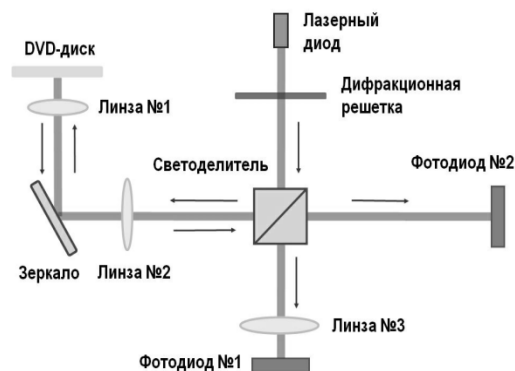 Лазерный
диод
DVD-диск
Дифракционная
решетка
Линза №1
Светоделитель
Фотодиод №2
Зеркало
Линза №2
Линза №3
Фотодиод №1